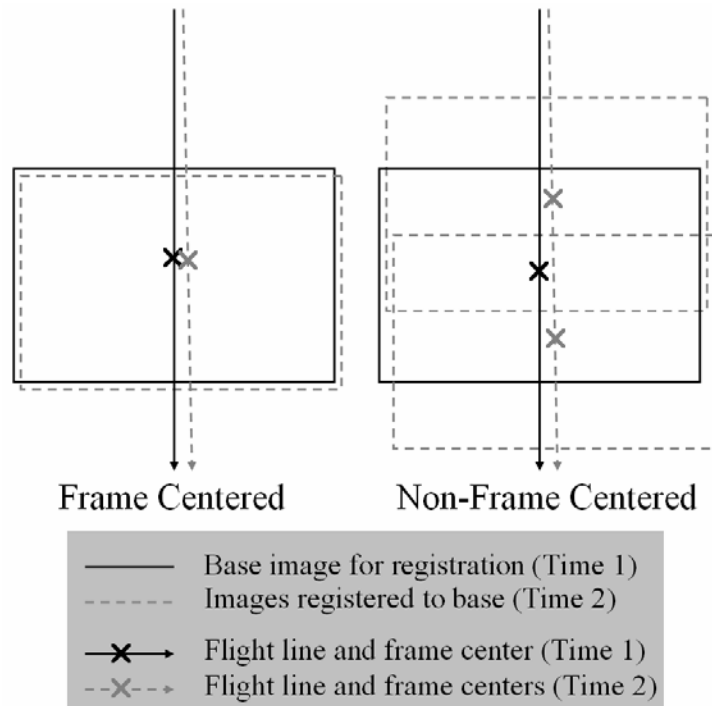 Frame Centered
Non-Frame Centered
Base image for registration (Time 1)
Images registered to base (Time 2)
Flight line and frame center (Time 1)
Flight line and frame centers (Time 2)